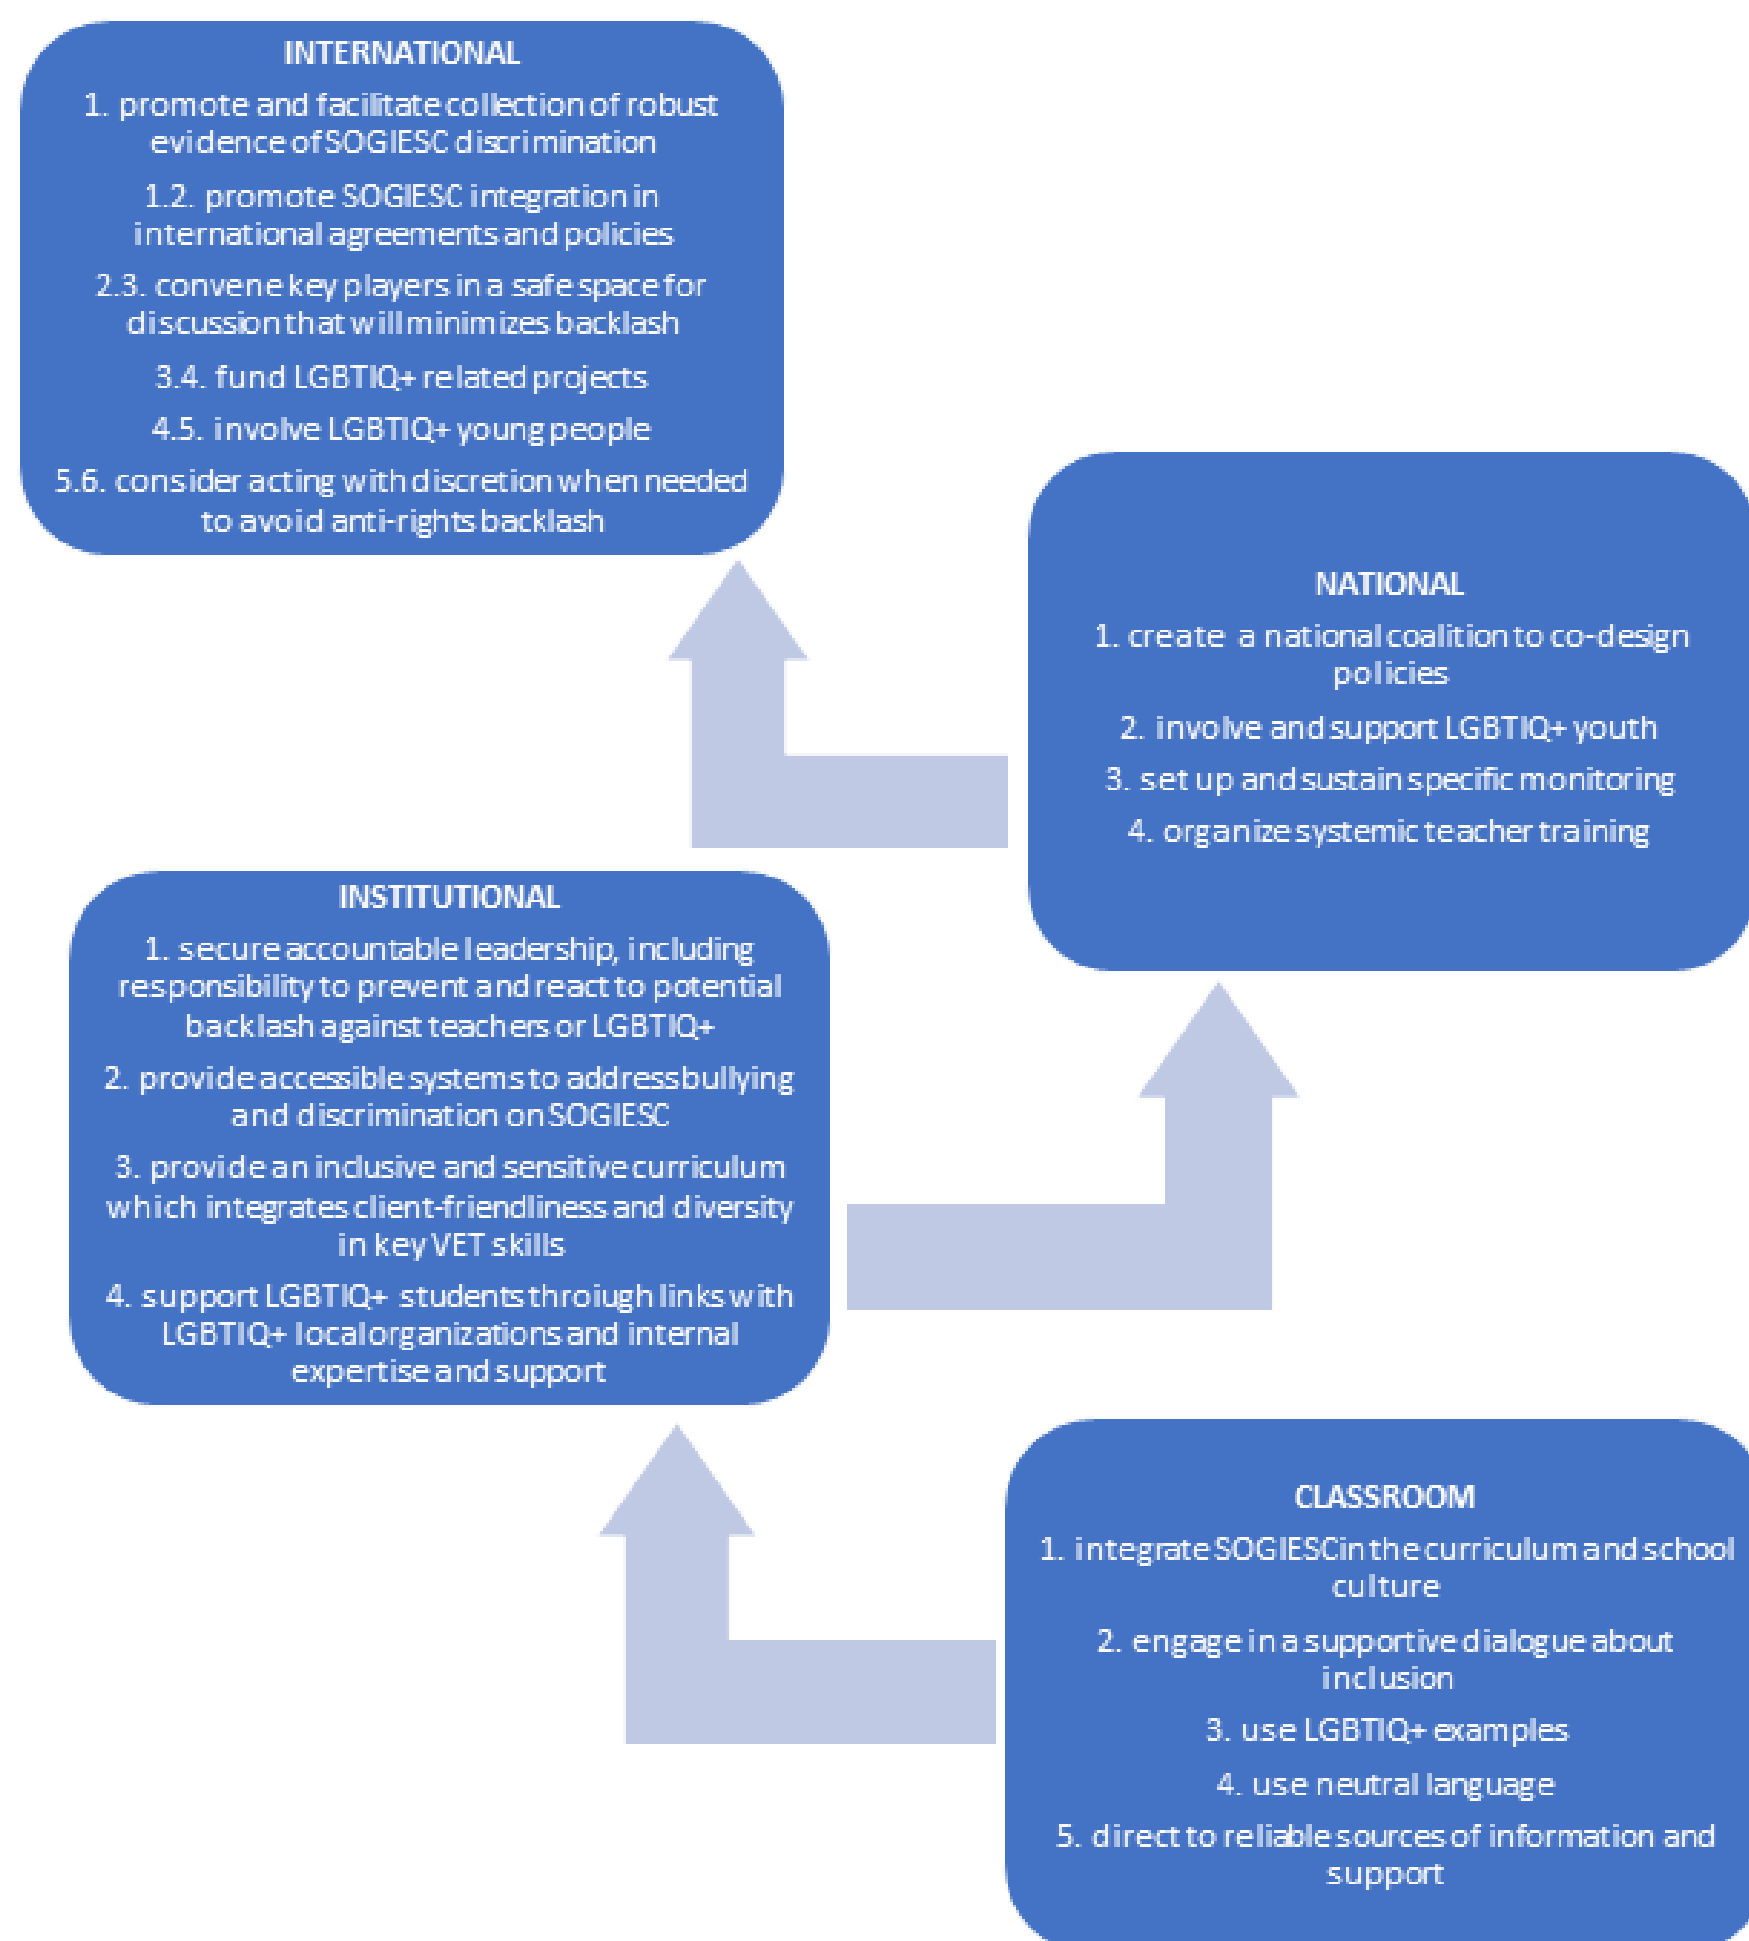 INTERNATIONAL
1. promote and facilitate collection of robust
evidence of SOGIESC discrimination
1.2. promote SOGIESC integration in
international agreements and policies
2.3. convene key players in a safe space for
discussion that will minimizes backlash
3.4. fund LGBTIQ+ related projects
4.5. involve LGBTIQ+ young people
5.6. consider acting with discretion when needed
to avoid anti-rights backlash
NATIONAL
1. create a national coalition to co-design
policies
2. involve and support LGBTIQ+ youth
3. set up and sustain specific monitoring
4. organize systemic teacher training
INSTITUTIONAL
1. secure accountable leadership, including
responsibility to prevent and react to potential
backlash against teachers or LGBTIQ+
2. provide accessible systems to address bullying
and discrimination on SOGIESC
3. provide an inclusive and sensitive curriculum
which integrates client-friendliness and diversity
in key VET skills
4. support LGBTIQ+ students throiugh links with
LGBTIQ+ local organizations and internal
expertise and support
CLASSROOM
1. integrate SOGIESC in the curriculum and school
culture
2. engage in a supportive dialogue about
inclusion
3. use LGBTIQ+ examples
4. use neutral language
5. direct to reliable sources of information and
support